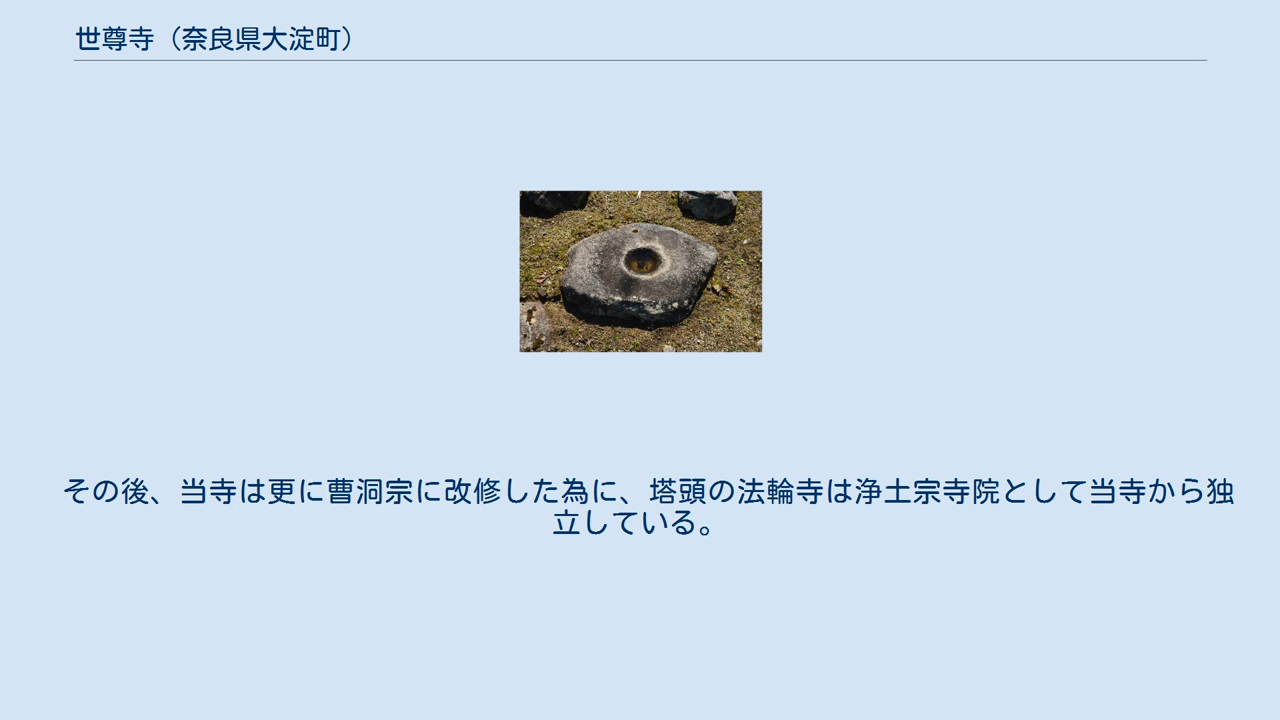 世尊寺（奈良県大淀町）
その後、当寺は更に曹洞宗に改修した為に、塔頭の法輪寺は浄土宗寺院として当寺から独
立している。